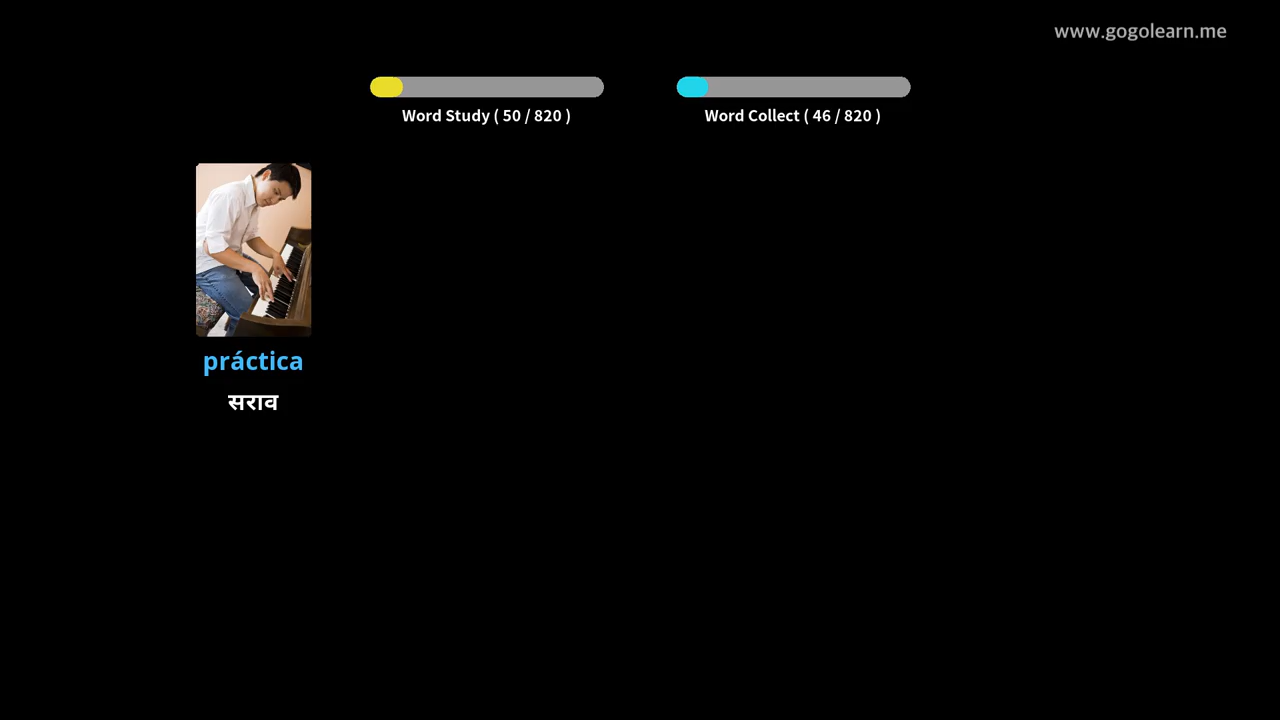 www.gogolearn.me
Word Study ( 50 / 820 )
Word Collect ( 46 / 820 )
práctica
सराव